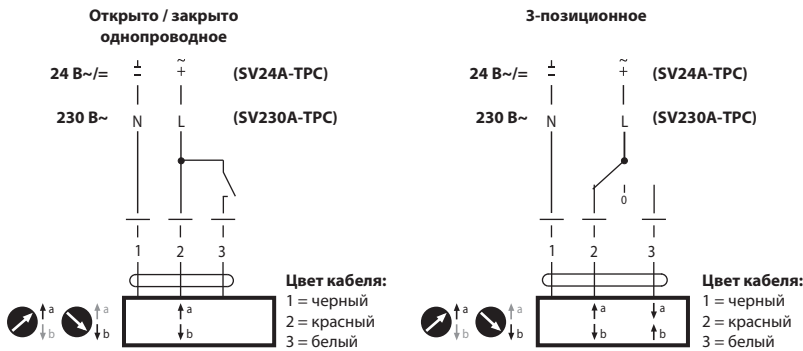 Открыто / закрыто
однопроводное
24 В~/= ⊥ ~ + (SV24A-TPC)
230 В~ N L (SV230A-TPC)
1 2 3
a b a b a b
Цвет кабеля:
1 = черный
2 = красный
3 = белый
3-позиционное
24 В~/= ⊥ ~ + (SV24A-TPC)
230 В~ N L (SV230A-TPC)
0
1 2 3
a b a b a b a b
Цвет кабеля:
1 = черный
2 = красный
3 = белый